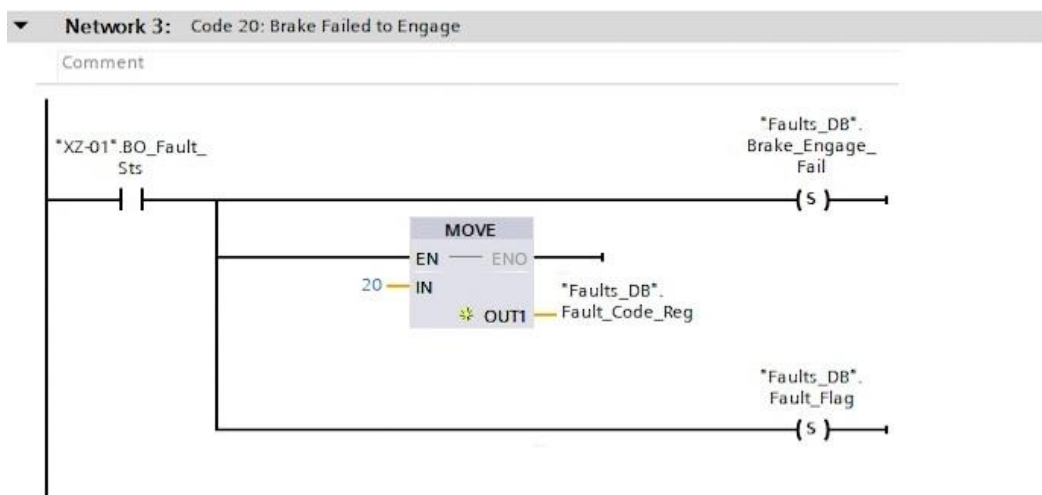 Network 3: Code 20: Brake Failed to Engage
Comment
"Faults_DB".
Brake_Engage_
Fail
"XZ-01".BO_Fault_
Sts
( S )
MOVE
EN ENO
20 IN
"Faults_DB".
Fault_Code_Reg
OUT1
"Faults_DB".
Fault_Flag
( S )